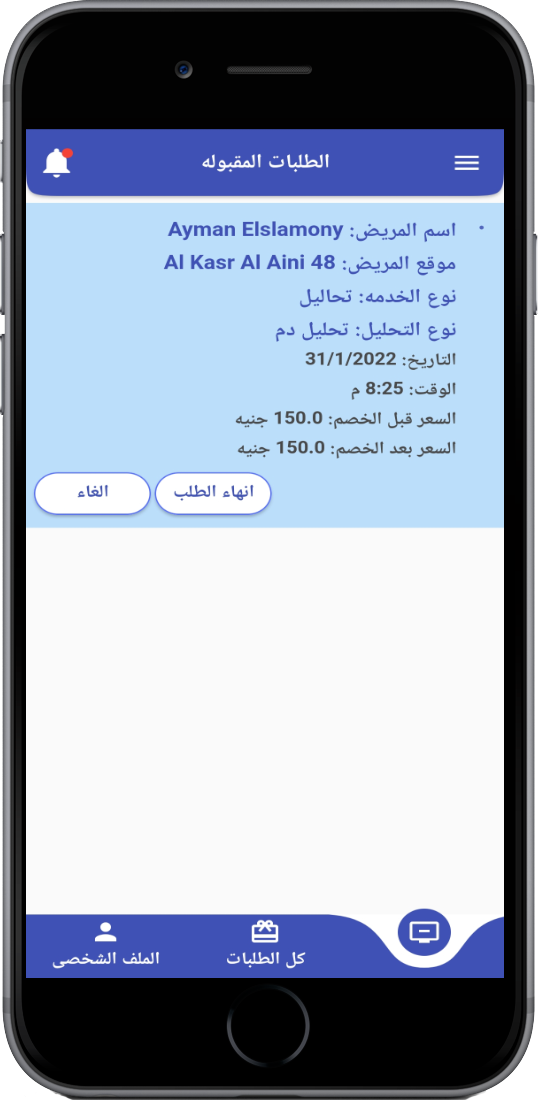 الطلبات المقبوله
اسم المريض: Ayman Elslamony
موقع المريض: 48 Al Kasr Al Aini
نوع الخدمه: تحاليل
نوع التحليل: تحليل دم
التاريخ: 31/1/2022
الوقت: 8:25 م
السعر قبل الخصم: 150.0 جنيه
السعر بعد الخصم: 150.0 جنيه
انهاء الطلب
الغاء
كل الطلبات
الملف الشخصى